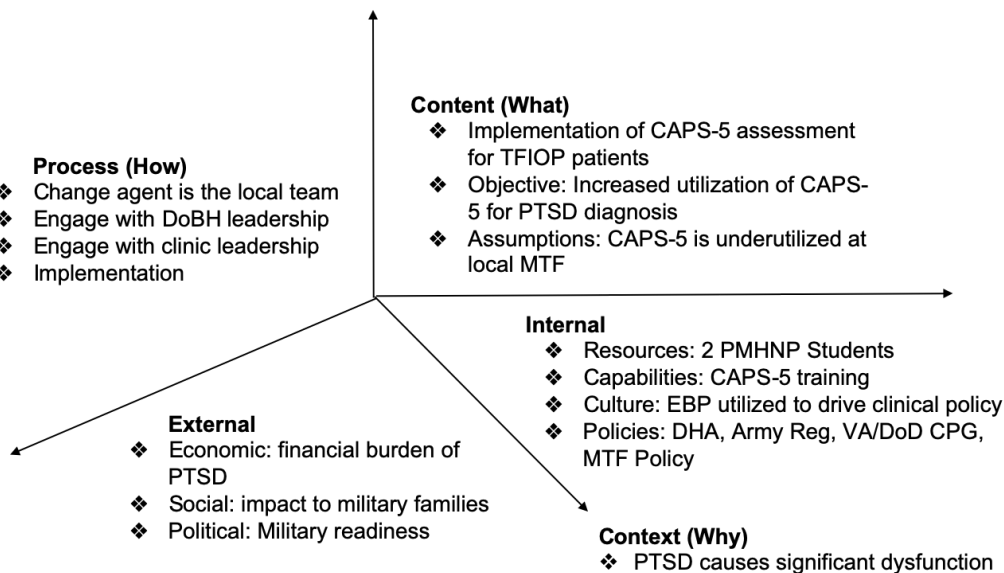 Content (What)
❖ Implementation of CAPS-5 assessment
for TFIOP patients
❖ Objective: Increased utilization of CAPS-
5 for PTSD diagnosis
❖ Assumptions: CAPS-5 is underutilized at
local MTF
Process (How)
❖ Change agent is the local team
❖ Engage with DoBH leadership
❖ Engage with clinic leadership
❖ Implementation
Internal
❖ Resources: 2 PMHNP Students
❖ Capabilities: CAPS-5 training
❖ Culture: EBP utilized to drive clinical policy
❖ Policies: DHA, Army Reg, VA/DoD CPG,
MTF Policy
External
❖ Economic: financial burden of
PTSD
❖ Social: impact to military families
❖ Political: Military readiness
Context (Why)
❖ PTSD causes significant dysfunction